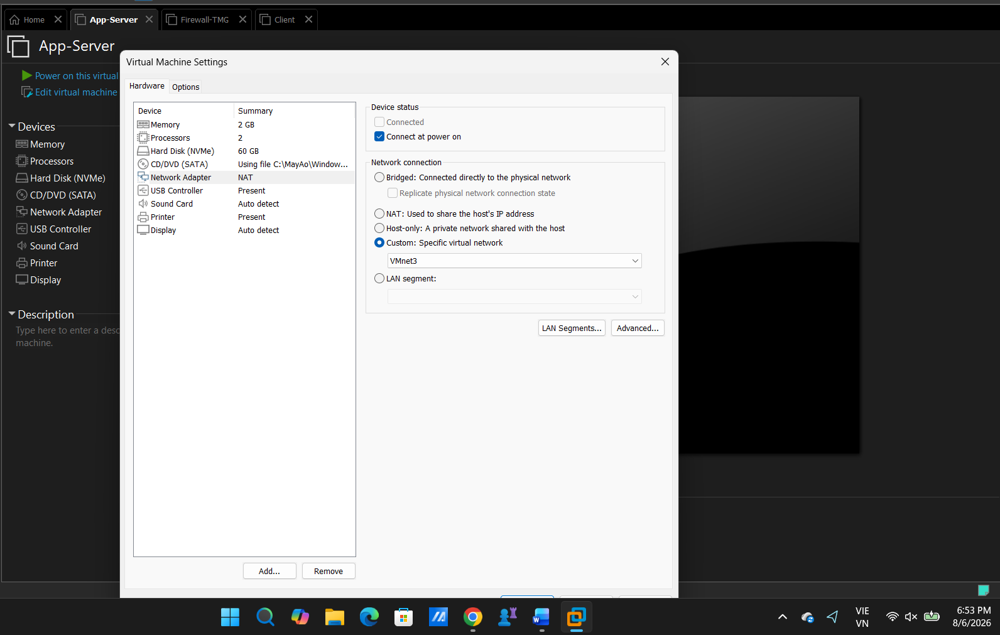 Home
App-Server
Firewall-TMG
Client
App-Server
Power on this virtual
Edit virtual machine
Devices
Memory
Processors
Hard Disk (NVMe)
CD/DVD (SATA)
Network Adapter
USB Controller
Sound Card
Printer
Display
Description
Type here to enter a desc
machine.
Virtual Machine Settings
Hardware
Options
Device Summary
Memory 2 GB
Processors 2
Hard Disk (NVMe) 60 GB
CD/DVD (SATA) Using file C:\MayAo\Window...
Network Adapter NAT
USB Controller Present
Sound Card Auto detect
Printer Present
Display Auto detect
Add...
Remove
Device status
Connected
Connect at power on
Network connection
Bridged: Connected directly to the physical network
Replicate physical network connection state
NAT: Used to share the host's IP address
Host-only: A private network shared with the host
Custom: Specific virtual network
VMnet3
LAN segment:
LAN Segments...
Advanced...
VIE
VN
6:53 PM
8/6/2026